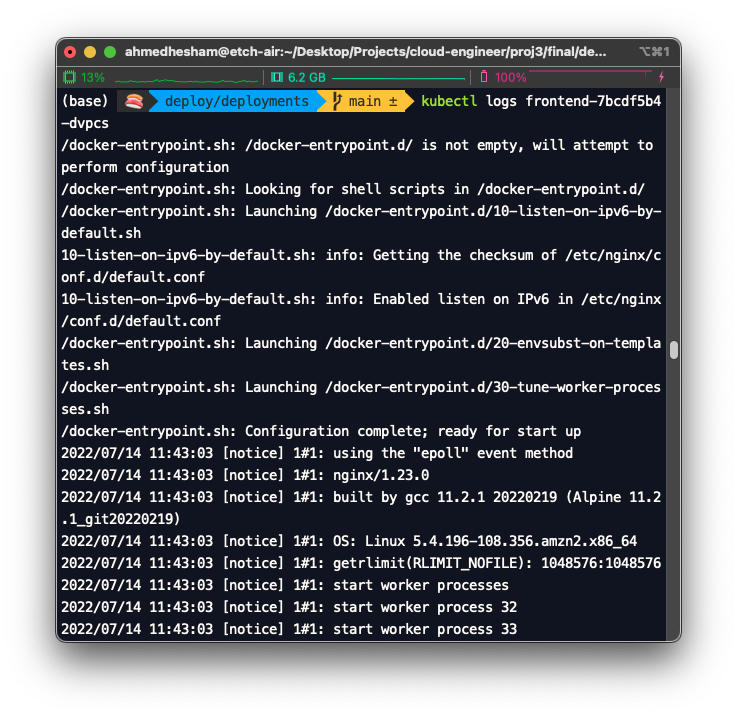 ahmedhesham@etch-air:~/Desktop/Projects/cloud-engineer/proj3/final/de...
⌥⌘1
13%
6.2 GB
100%
(base) deploy/deployments main ± kubectl logs frontend-7bcdf5b4
-dvpcs
/docker-entrypoint.sh: /docker-entrypoint.d/ is not empty, will attempt to
perform configuration
/docker-entrypoint.sh: Looking for shell scripts in /docker-entrypoint.d/
/docker-entrypoint.sh: Launching /docker-entrypoint.d/10-listen-on-ipv6-by-
default.sh
10-listen-on-ipv6-by-default.sh: info: Getting the checksum of /etc/nginx/c
onf.d/default.conf
10-listen-on-ipv6-by-default.sh: info: Enabled listen on IPv6 in /etc/nginx
/conf.d/default.conf
/docker-entrypoint.sh: Launching /docker-entrypoint.d/20-envsubst-on-templa
tes.sh
/docker-entrypoint.sh: Launching /docker-entrypoint.d/30-tune-worker-proces
ses.sh
/docker-entrypoint.sh: Configuration complete; ready for start up
2022/07/14 11:43:03 [notice] 1#1: using the "epoll" event method
2022/07/14 11:43:03 [notice] 1#1: nginx/1.23.0
2022/07/14 11:43:03 [notice] 1#1: built by gcc 11.2.1 20220219 (Alpine 11.2
.1_git20220219)
2022/07/14 11:43:03 [notice] 1#1: OS: Linux 5.4.196-108.356.amzn2.x86_64
2022/07/14 11:43:03 [notice] 1#1: getrlimit(RLIMIT_NOFILE): 1048576:1048576
2022/07/14 11:43:03 [notice] 1#1: start worker processes
2022/07/14 11:43:03 [notice] 1#1: start worker process 32
2022/07/14 11:43:03 [notice] 1#1: start worker process 33